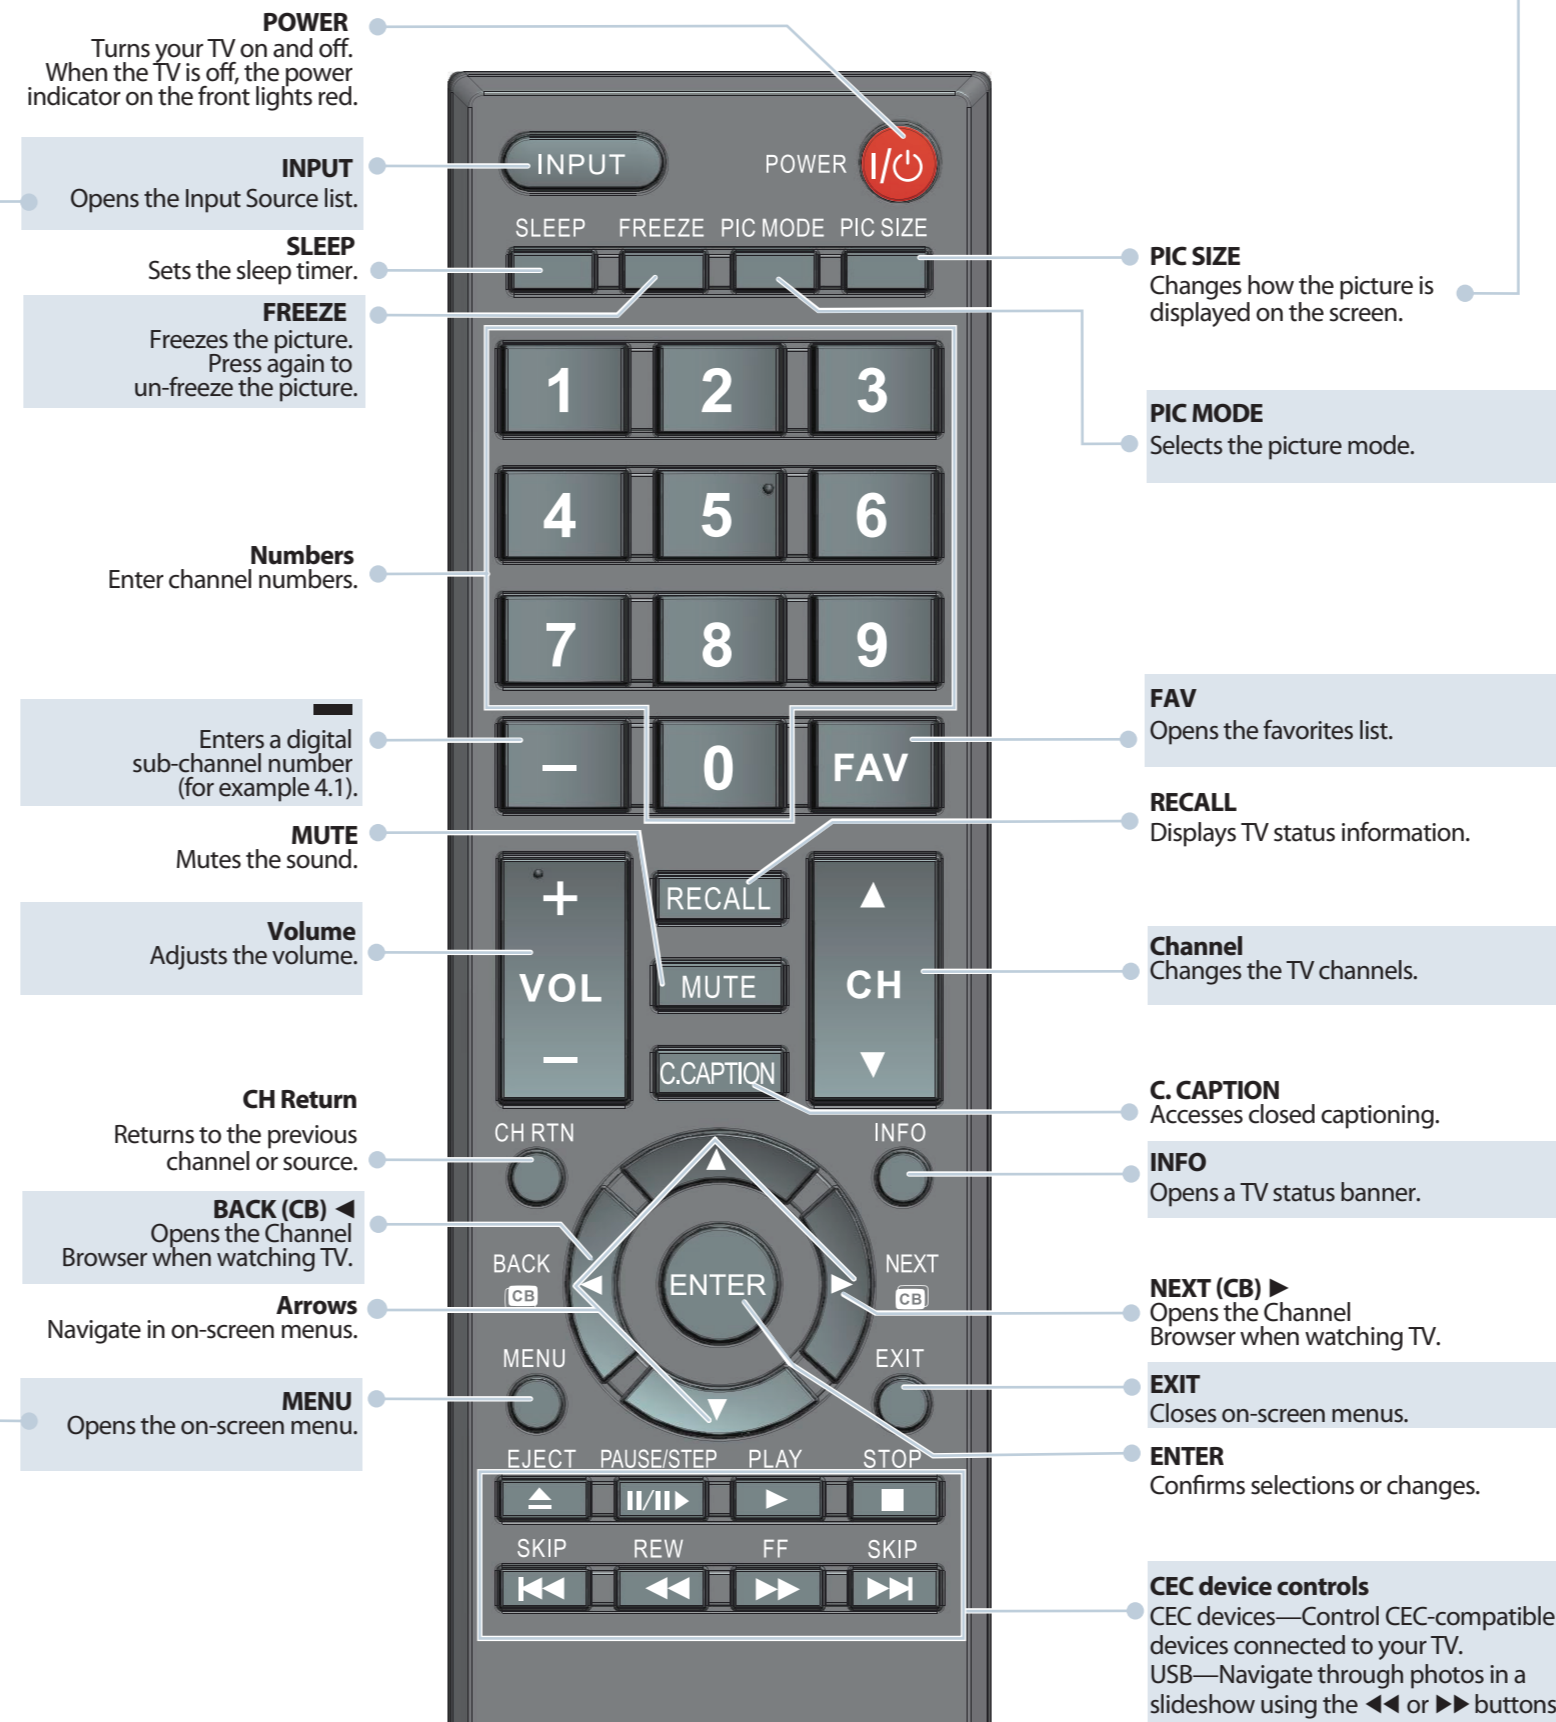 POWER
Turns your TV on and off.
When the TV is off, the power
indicator on the front lights red.
INPUT
Opens the Input Source list.
SLEEP
Sets the sleep timer.
FREEZE
Freezes the picture.
Press again to
un-freeze the picture.
Numbers
Enter channel numbers.
Enters a digital
sub-channel number
(for example 4.1).
MUTE
Mutes the sound.
Volume
Adjusts the volume.
CH Return
Returns to the previous
channel or source.
BACK (CB) ◀
Opens the Channel
Browser when watching TV.
Arrows
Navigate in on-screen menus.
MENU
Opens the on-screen menu.
INPUT POWER I/⏻
SLEEP FREEZE PIC MODE PIC SIZE
1 2 3
4 5 6
7 8 9
– 0 FAV
+ RECALL ▲
VOL MUTE CH
– C.CAPTION ▼
CH RTN INFO
▲
BACK NEXT
CB ◀ ENTER ▶ CB
MENU EXIT
▼
EJECT PAUSE/STEP PLAY STOP
⏏ II/II▶ ▶ ■
SKIP REW FF SKIP
|◀◀ ◀◀ ▶▶ ▶▶|
PIC SIZE
Changes how the picture is
displayed on the screen.
PIC MODE
Selects the picture mode.
FAV
Opens the favorites list.
RECALL
Displays TV status information.
Channel
Changes the TV channels.
C. CAPTION
Accesses closed captioning.
INFO
Opens a TV status banner.
NEXT (CB) ▶
Opens the Channel
Browser when watching TV.
EXIT
Closes on-screen menus.
ENTER
Confirms selections or changes.
CEC device controls
CEC devices—Control CEC-compatible
devices connected to your TV.
USB—Navigate through photos in a
slideshow using the ◀◀ or ▶▶ buttons